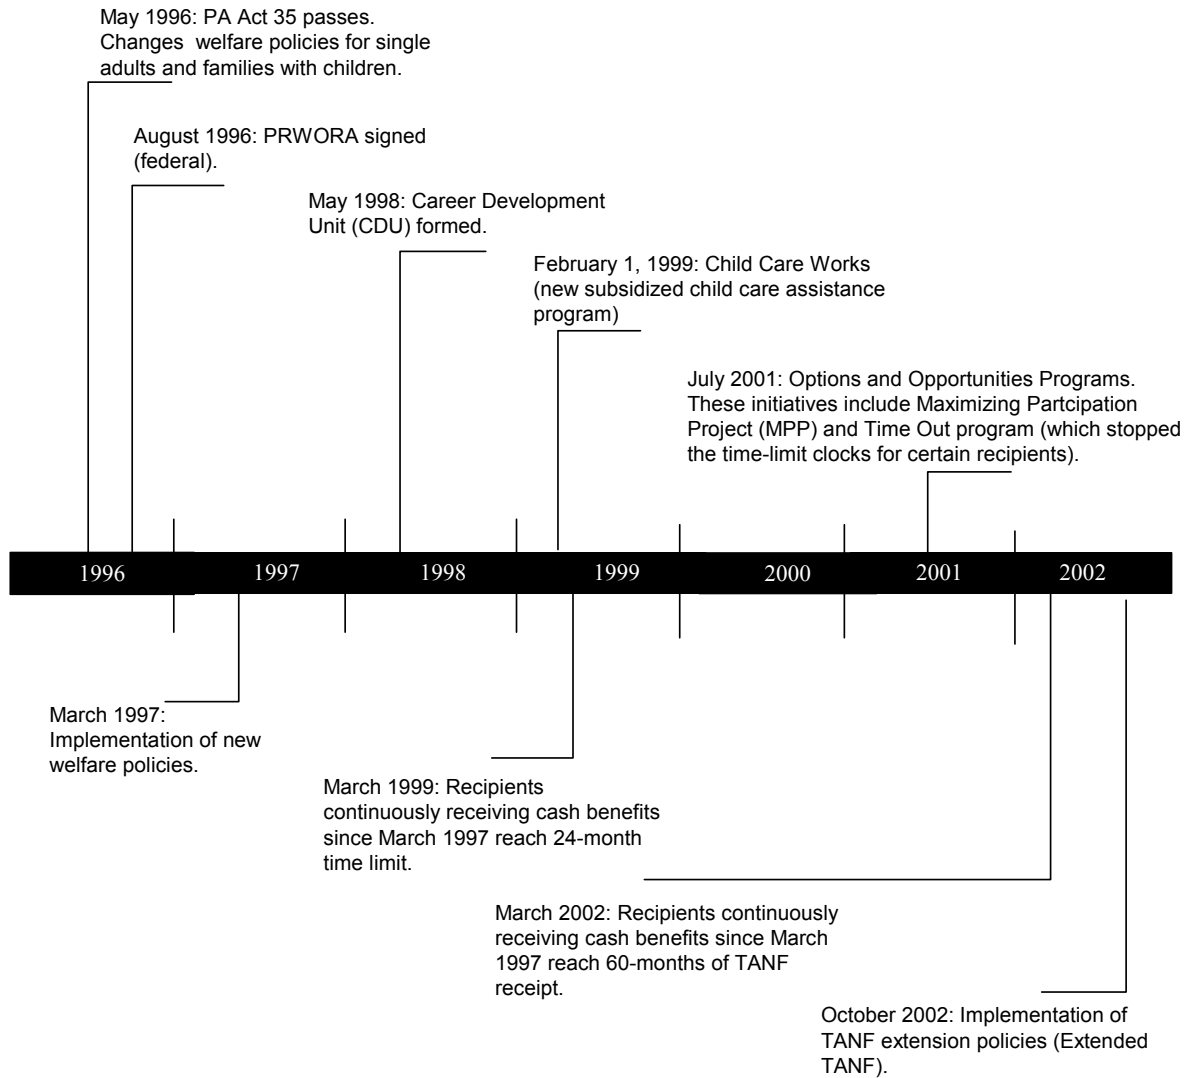 May 1996: PA Act 35 passes.
Changes welfare policies for single
adults and families with children.
August 1996: PRWORA signed
(federal).
May 1998: Career Development
Unit (CDU) formed.
February 1, 1999: Child Care Works
(new subsidized child care assistance
program)
July 2001: Options and Opportunities Programs.
These initiatives include Maximizing Partcipation
Project (MPP) and Time Out program (which stopped
the time-limit clocks for certain recipients).
1996 1997 1998 1999 2000 2001 2002
March 1997:
Implementation of new
welfare policies.
March 1999: Recipients
continuously receiving cash benefits
since March 1997 reach 24-month
time limit.
March 2002: Recipients continuously
receiving cash benefits since March
1997 reach 60-months of TANF
receipt.
October 2002: Implementation of
TANF extension policies (Extended
TANF).